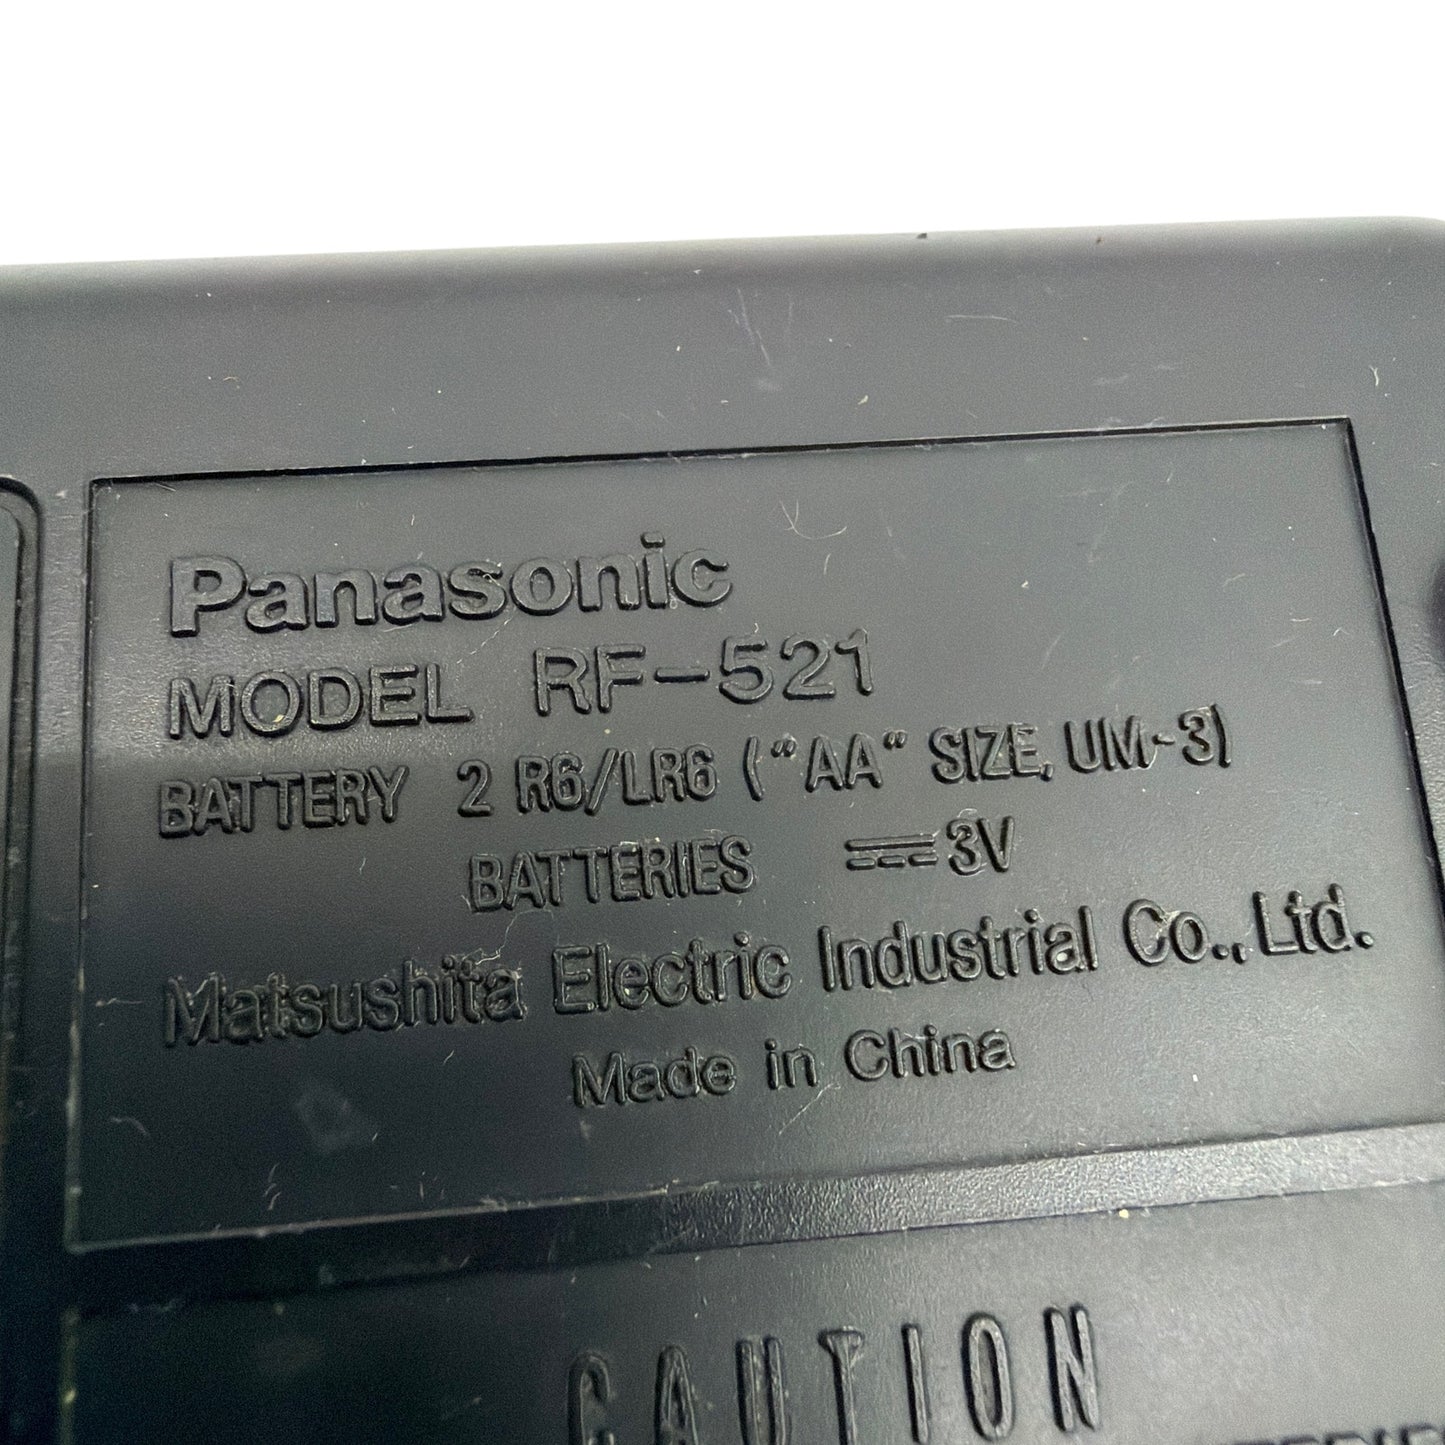 Panasonic
MODEL RF-521
BATTERY 2 R6/LR6 ("AA" SIZE, UM-3)
BATTERIES ⎓3V
Matsushita Electric Industrial Co., Ltd.
Made in China
CAUTION